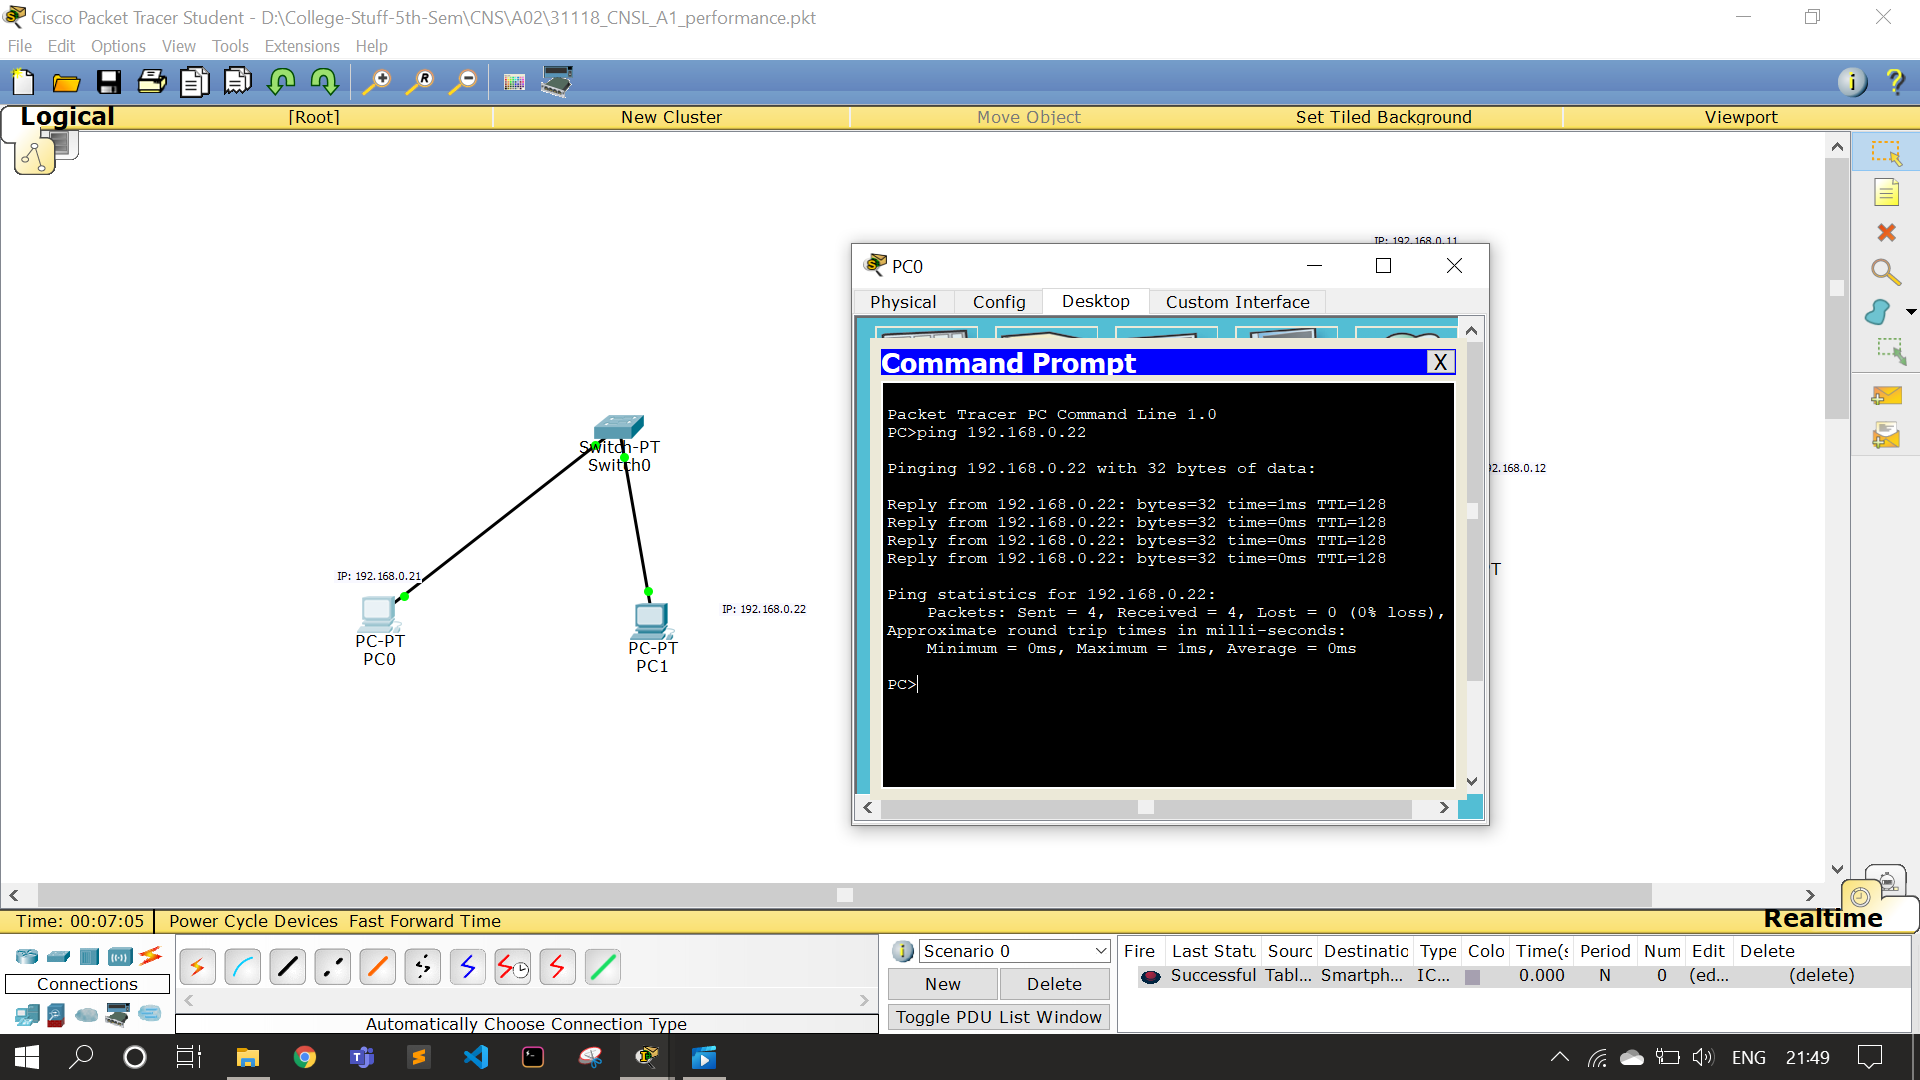 Cisco Packet Tracer Student - D:\College-Stuff-5th-Sem\CNS\A02\31118_CNSL_A1_performance.pkt
File Edit Options View Tools Extensions Help
Logical [Root] New Cluster Move Object Set Tiled Background Viewport
IP: 192.168.0.11
PC0
Physical Config Desktop Custom Interface
Command Prompt X
Packet Tracer PC Command Line 1.0
PC>ping 192.168.0.22
Pinging 192.168.0.22 with 32 bytes of data:
Reply from 192.168.0.22: bytes=32 time=1ms TTL=128
Reply from 192.168.0.22: bytes=32 time=0ms TTL=128
Reply from 192.168.0.22: bytes=32 time=0ms TTL=128
Reply from 192.168.0.22: bytes=32 time=0ms TTL=128
Ping statistics for 192.168.0.22:
Packets: Sent = 4, Received = 4, Lost = 0 (0% loss),
Approximate round trip times in milli-seconds:
Minimum = 0ms, Maximum = 1ms, Average = 0ms
PC>
Switch-PT
Switch0
IP: 192.168.0.21
PC-PT
PC0
IP: 192.168.0.22
PC-PT
PC1
92.168.0.12
T
Time: 00:07:05 Power Cycle Devices Fast Forward Time Realtime
Connections
Automatically Choose Connection Type
Scenario 0
New Delete
Toggle PDU List Window
Fire Last Statu Sourc Destinatio Type Colo Time(s Period Num Edit Delete
Successful Tabl... Smartph... IC... 0.000 N 0 (ed... (delete)
ENG 21:49